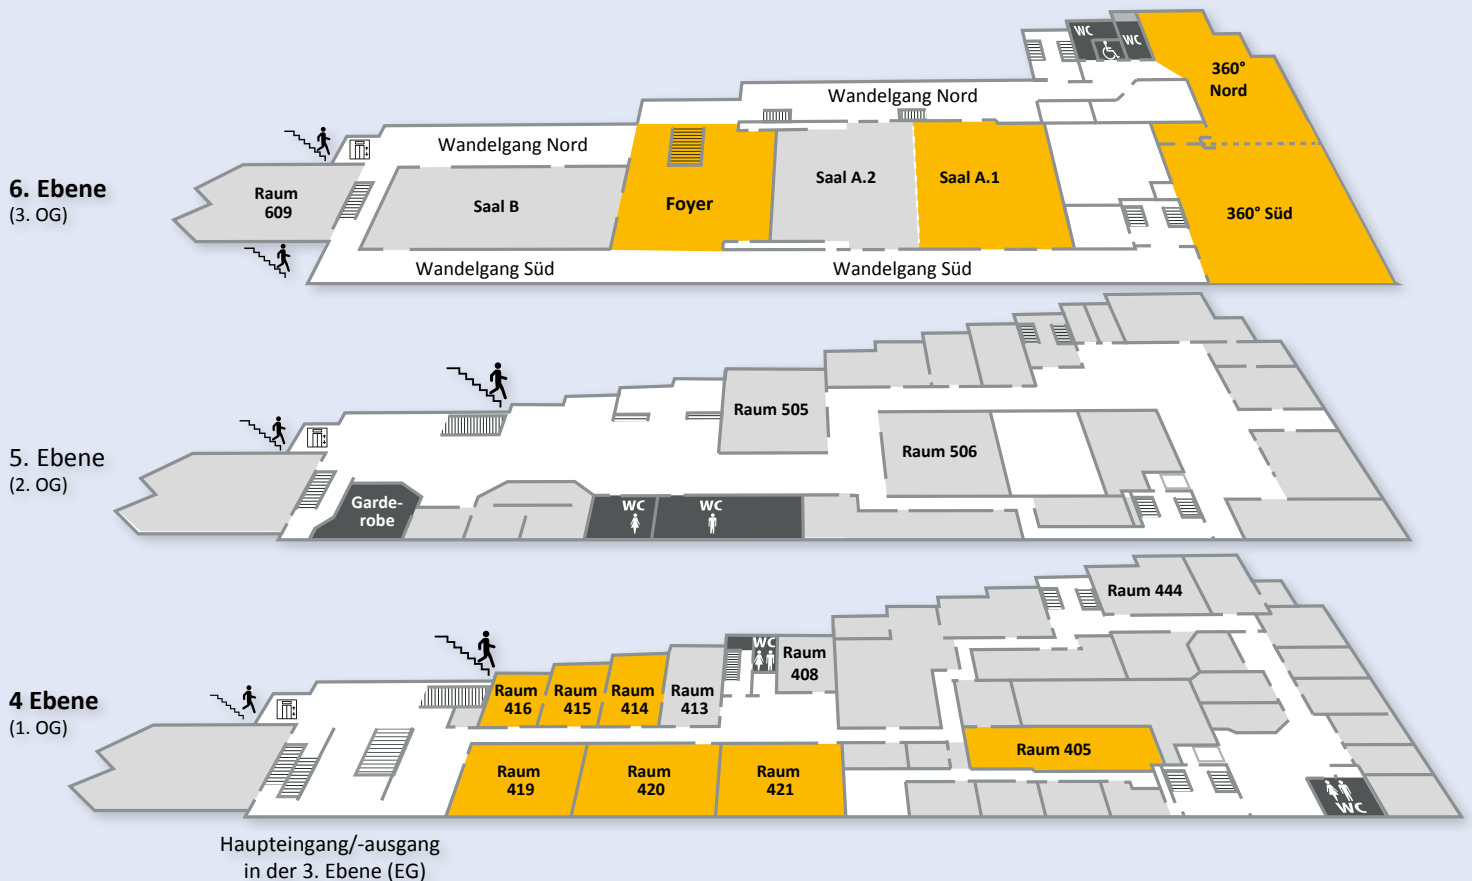 WC
WC
360°
Nord
Wandelgang Nord
Wandelgang Nord
6. Ebene
(3. OG)
Raum
609
Saal B
Foyer
Saal A.2
Saal A.1
360° Süd
Wandelgang Süd
Wandelgang Süd
5. Ebene
(2. OG)
Raum 505
Raum 506
Garde-
robe
WC
WC
4 Ebene
(1. OG)
Raum 444
Raum
416
Raum
415
Raum
414
Raum
413
WC
Raum
408
Raum
419
Raum
420
Raum
421
Raum 405
WC
Haupteingang/-ausgang
in der 3. Ebene (EG)